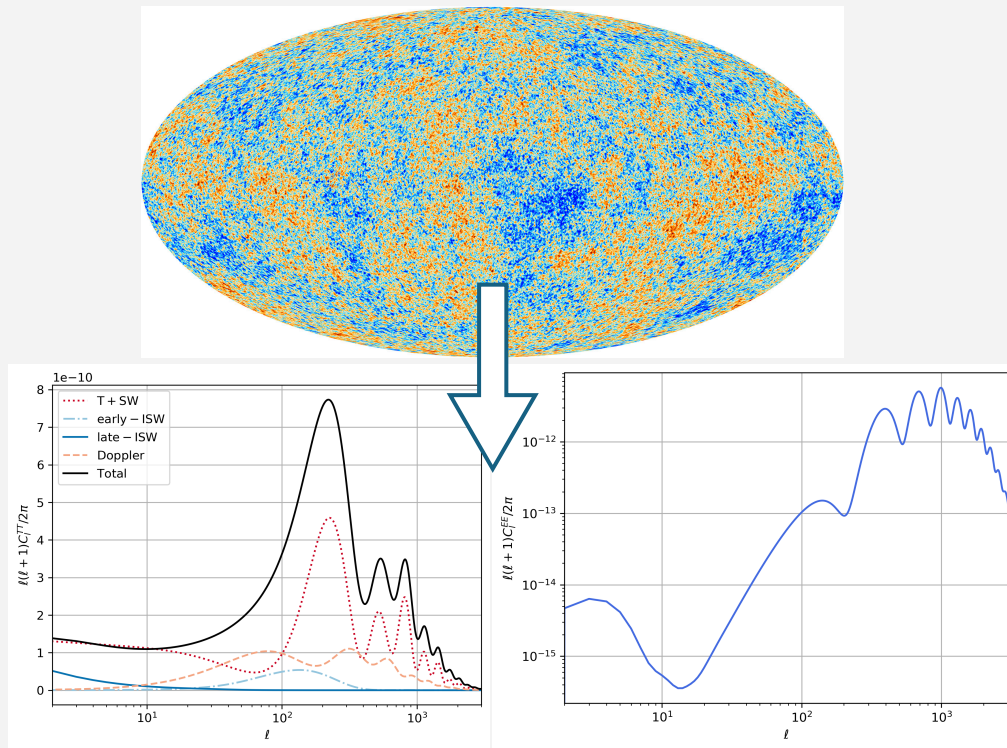 1e−10
8
7
6
5
4
3
2
1
0
T + SW
early − ISW
late − ISW
Doppler
Total
ℓ(ℓ + 1)C_l^{TT}/2π
10^1
10^2
10^3
ℓ
10^{−12}
10^{−13}
10^{−14}
10^{−15}
ℓ(ℓ + 1)C_l^{EE}/2π
10^1
10^2
10^3
ℓ